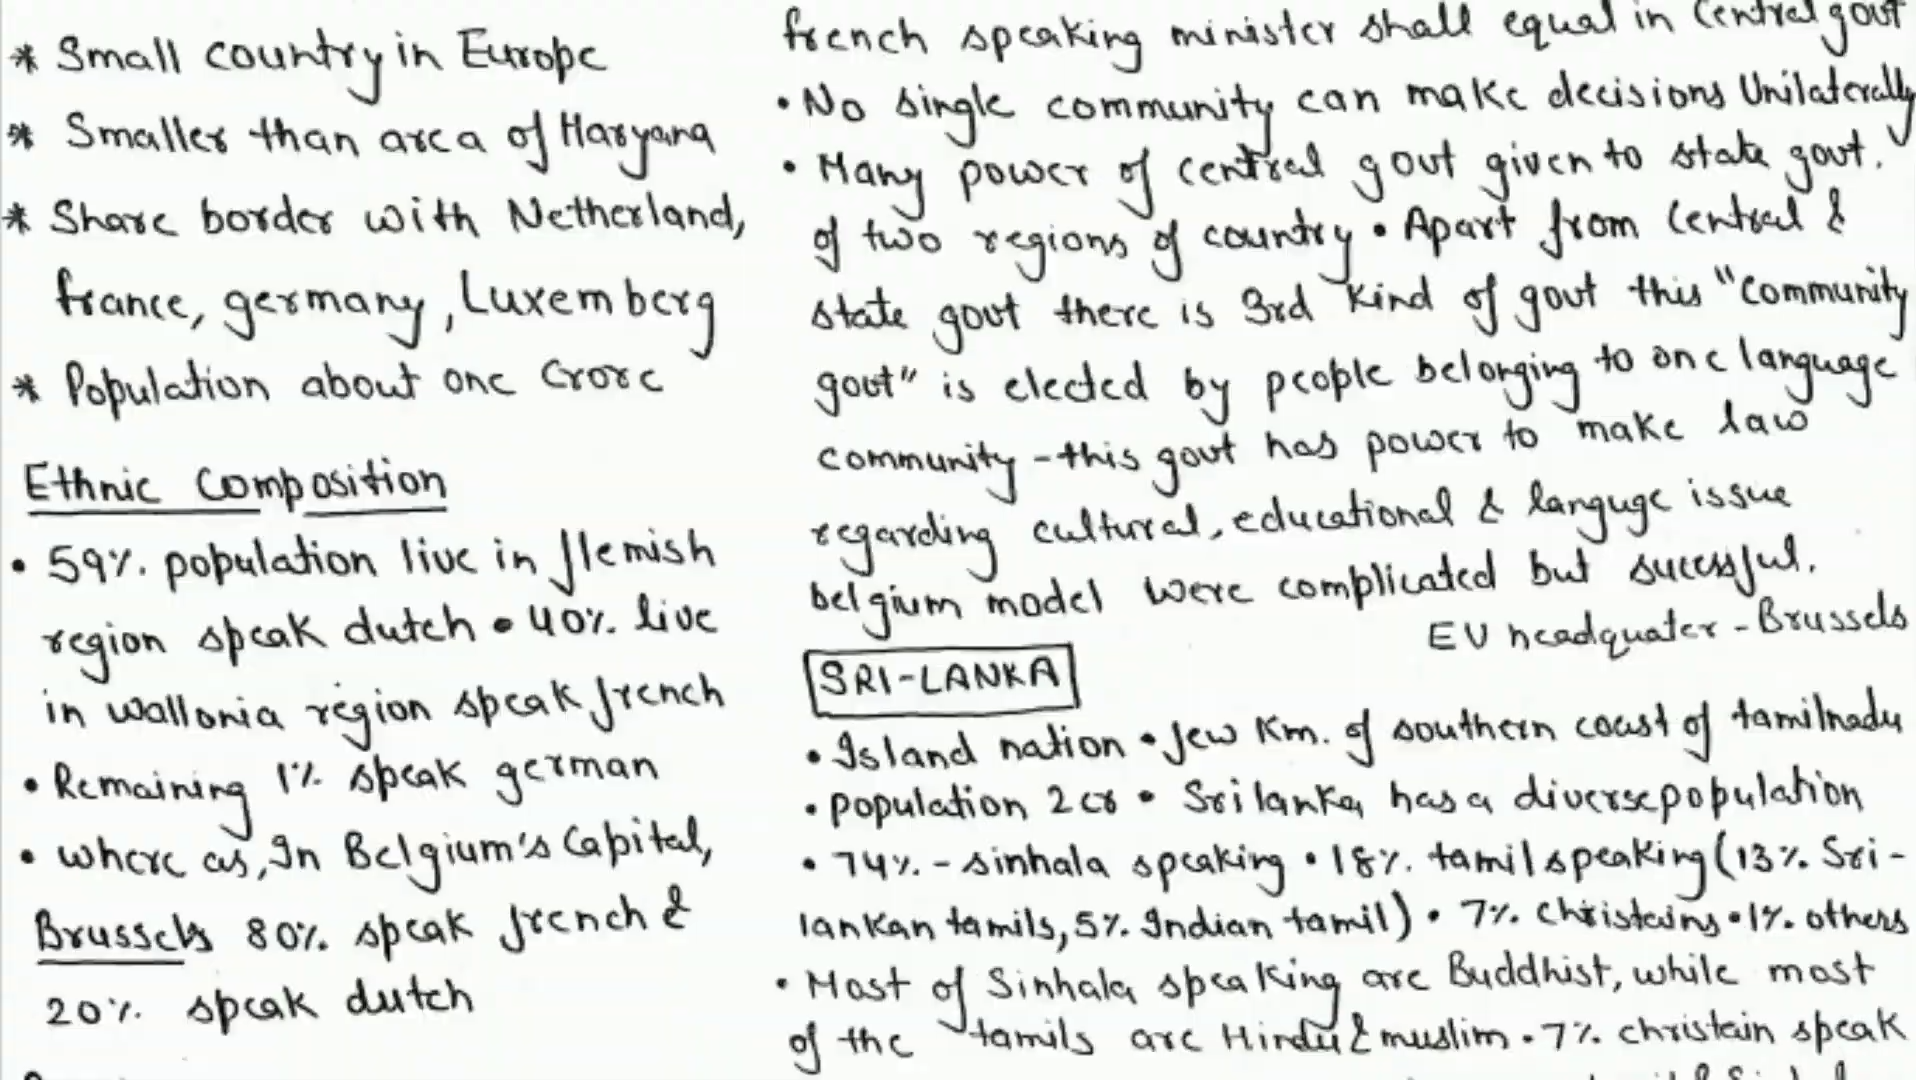 * Small country in Europe
* Smaller than area of Haryana
* Share border with Netherland,
france, germany, Luxemberg
* Population about one Crore
Ethnic Composition
• 59%. population live in flemish
region speak dutch • 40%. live
in wallonia region speak french
• Remaining 1% speak german
• where as, In Belgium's Capital,
Brussels 80%. speak french &
20%. speak dutch
french speaking minister shall equal in Central govt
• No single community can make decisions Unilaterally
• Many power of central govt given to state govt.
of two regions of country • Apart from Central &
state govt there is 3rd kind of govt this "Community
govt" is elected by people belonging to one language
community - this govt has power to make law
regarding cultural, educational & languge issue
belgium model were complicated but sucessful.
EU headquater - Brussels
SRI-LANKA
• Island nation • few Km. of southern coast of tamilnadu
• population 2 cr • Sri lanka has a diverse population
• 74%. - sinhala speaking • 18%. tamil speaking (13%. Sri-
lankan tamils, 5%. Indian tamil) • 7%. Christains • 1%. others
• Most of Sinhala speaking are Buddhist, while most
of the tamils are Hindu & muslim • 7%. christain speak